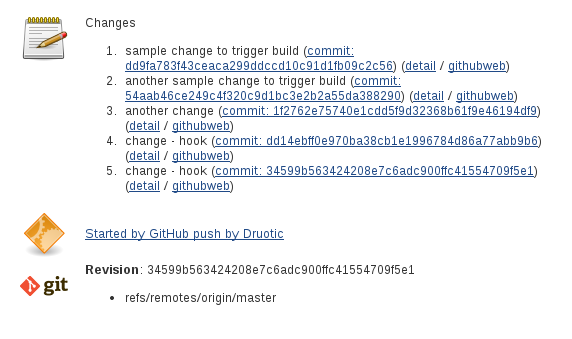 Changes
1. sample change to trigger build (commit:
dd9fa783f43ceaca299ddccd10c91d1fb09c2c56) (detail / githubweb)
2. another sample change to trigger build (commit:
54aab46ce249c4f320c9d1bc3e2b2a55da388290) (detail / githubweb)
3. another change (commit: 1f2762e75740e1cdd5f9d32368b61f9e46194df9)
(detail / githubweb)
4. change - hook (commit: dd14ebff0e970ba38cb1e1996784d86a77abb9b6)
(detail / githubweb)
5. change - hook (commit: 34599b563424208e7c6adc900ffc41554709f5e1)
(detail / githubweb)
Started by GitHub push by Druotic
git
Revision: 34599b563424208e7c6adc900ffc41554709f5e1
• refs/remotes/origin/master